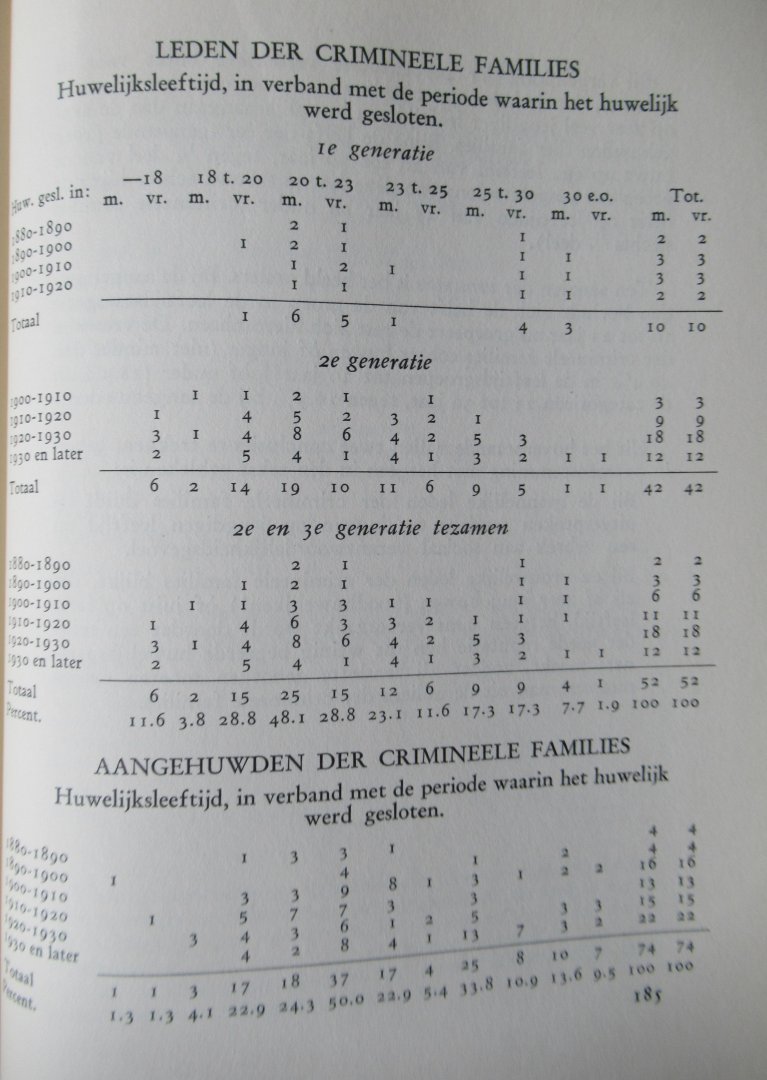 LEDEN DER CRIMINEELE FAMILIES
Huwelijksleeftijd, in verband met de periode waarin het huwelijk
werd gesloten.
1e generatie
—18 18 t. 20 20 t. 23 23 t. 25 25 t. 30 30 e.o. Tot.
Huw. gesl. in: m. vr. m. vr. m. vr. m. vr. m. vr. m. vr. m. vr.
1880-1890 2 1 1 2 2
1890-1900 1 2 1 1 1 3 3
1900-1910 1 2 1 1 1 3 3
1910-1920 1 1 1 1 2 2
Totaal 1 6 5 1 4 3 10 10
2e generatie
1900-1910 1 1 2 1 1 3 3
1910-1920 1 4 5 2 3 2 1 9 9
1920-1930 3 1 4 8 6 4 2 5 3 18 18
1930 en later 2 5 4 1 4 1 3 2 1 1 12 12
Totaal 6 2 14 19 10 11 6 9 5 1 1 42 42
2e en 3e generatie tezamen
1880-1890 2 1 1 2 2
1890-1900 1 2 1 1 1 3 3
1900-1910 1 1 3 3 1 1 1 1 6 6
1910-1920 1 4 6 3 3 2 1 1 1 11 11
1920-1930 3 1 4 8 6 4 2 5 3 18 18
1930 en later 2 5 4 1 4 1 3 2 1 1 12 12
Totaal 6 2 15 25 15 12 6 9 9 4 1 52 52
Percent. 11.6 3.8 28.8 48.1 28.8 23.1 11.6 17.3 17.3 7.7 1.9 100 100
AANGEHUWDEN DER CRIMINEELE FAMILIES
Huwelijksleeftijd, in verband met de periode waarin het huwelijk
werd gesloten.
1880-1890 1 3 3 1 4 4
1890-1900 1 4 1 2 4 4
1900-1910 3 3 9 8 1 3 1 2 2 16 16
1910-1920 1 5 7 7 3 3 13 13
1920-1930 3 4 3 6 1 2 5 3 3 15 15
1930 en later 4 2 8 4 1 13 7 3 2 22 22
Totaal 1 1 3 17 18 37 17 4 25 8 10 7 74 74
Percent. 1.3 1.3 4.1 22.9 24.3 50.0 22.9 5.4 33.8 10.9 13.6 9.5 100 100
185